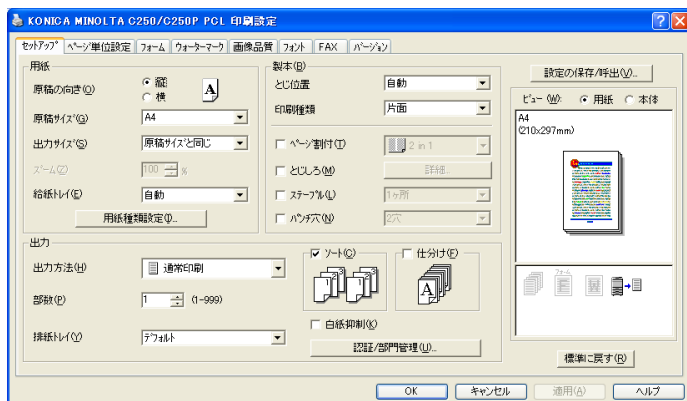 KONICA MINOLTA C250/C250P PCL 印刷設定
セットアップ ページ単位設定 フォーム ウォーターマーク 画像品質 フォント FAX バージョン
用紙
原稿の向き(O) 縦
横
A
原稿サイズ(G) A4
出力サイズ(S) 原稿サイズと同じ
ズーム(Z) 100 %
給紙トレイ(E) 自動
用紙種類設定(I)...
製本(B)
とじ位置 自動
印刷種類 片面
ページ割付(T) 2 in 1
とじしろ(M) 詳細...
ステープル(L) 1ヶ所
パンチ穴(N) 2穴
設定の保存/呼出(V)...
ビュー (W): 用紙 本体
A4
(210x297mm)
出力
出力方法(H) 通常印刷
部数(P) 1 (1-999)
排紙トレイ(Y) デフォルト
ソート(C) 仕分け(F)
1 2 3 1 2 3
A
白紙抑制(K)
認証/部門管理(U)...
フォーム
標準に戻す(R)
OK キャンセル 適用(A) ヘルプ